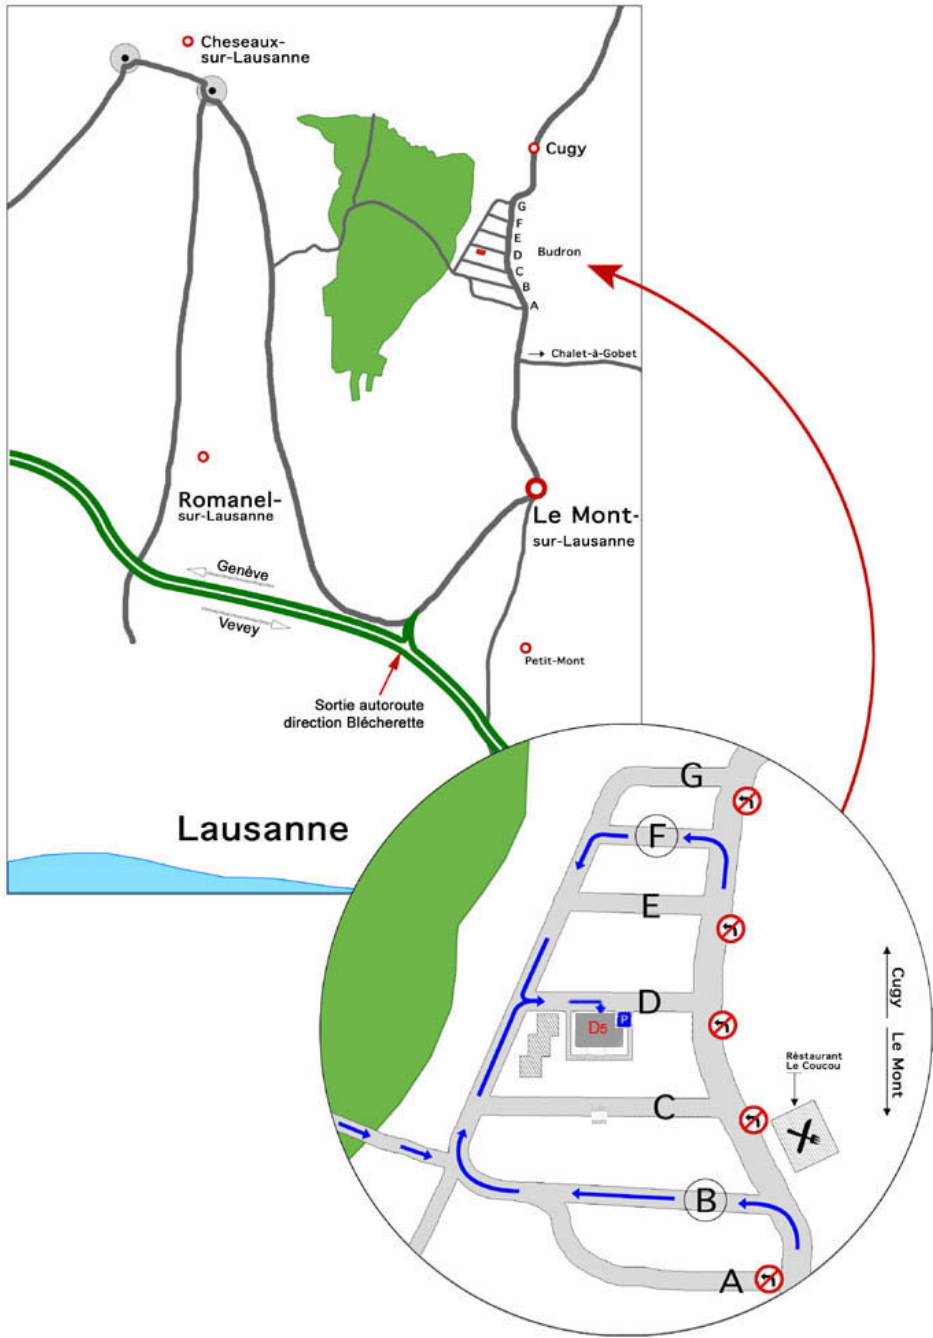 Cheseaux-
sur-Lausanne
Cugy
G
F
E
D
C
B
A
Budron
Chalet-à-Gobet
Romanel-
sur-Lausanne
Le Mont-
sur-Lausanne
Genève
Vevey
Petit-Mont
Sortie autoroute
direction Blécherette
Lausanne
G
F
E
D
D5
P
C
B
A
Cugy
Le Mont
Réstaurant
Le Coucou